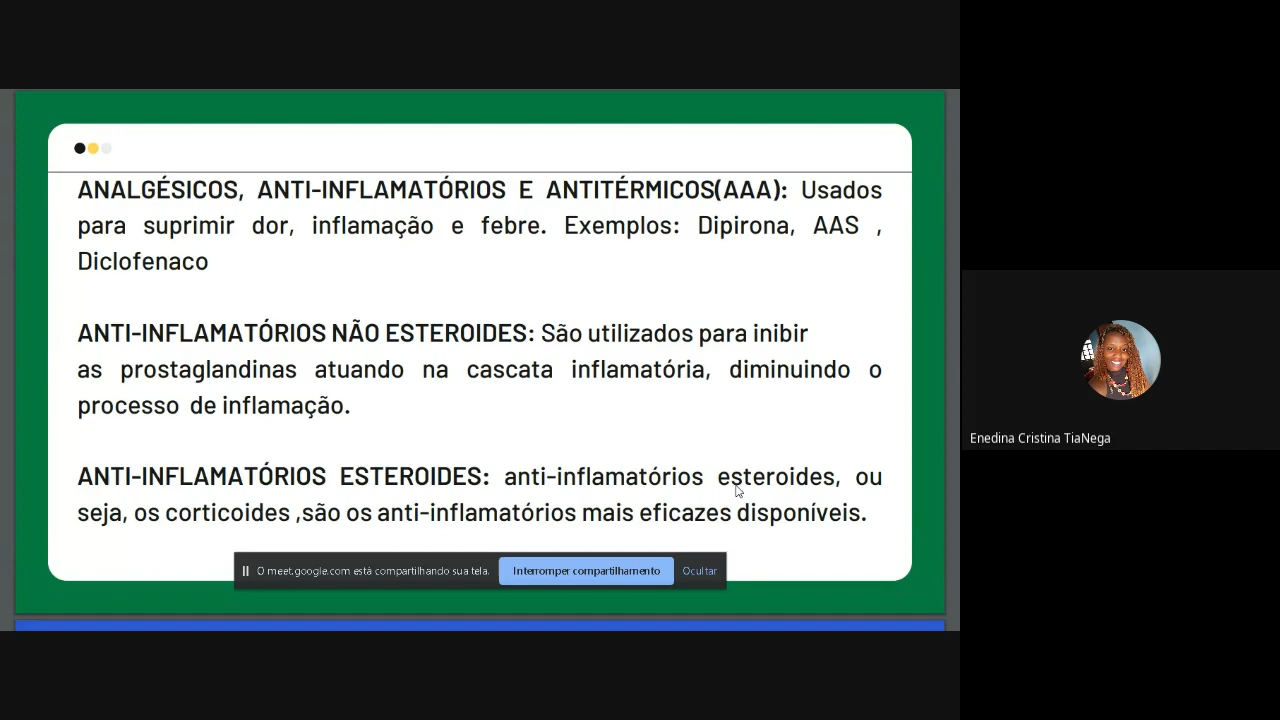 ANALGÉSICOS, ANTI-INFLAMATÓRIOS E ANTITÉRMICOS(AAA): Usados
para suprimir dor, inflamação e febre. Exemplos: Dipirona, AAS ,
Diclofenaco
ANTI-INFLAMATÓRIOS NÃO ESTEROIDES: São utilizados para inibir
as prostaglandinas atuando na cascata inflamatória, diminuindo o
processo de inflamação.
ANTI-INFLAMATÓRIOS ESTEROIDES: anti-inflamatórios esteroides, ou
seja, os corticoides ,são os anti-inflamatórios mais eficazes disponíveis.
O meet.google.com está compartilhando sua tela.
Interromper compartilhamento
Ocultar
Enedina Cristina TiaNega